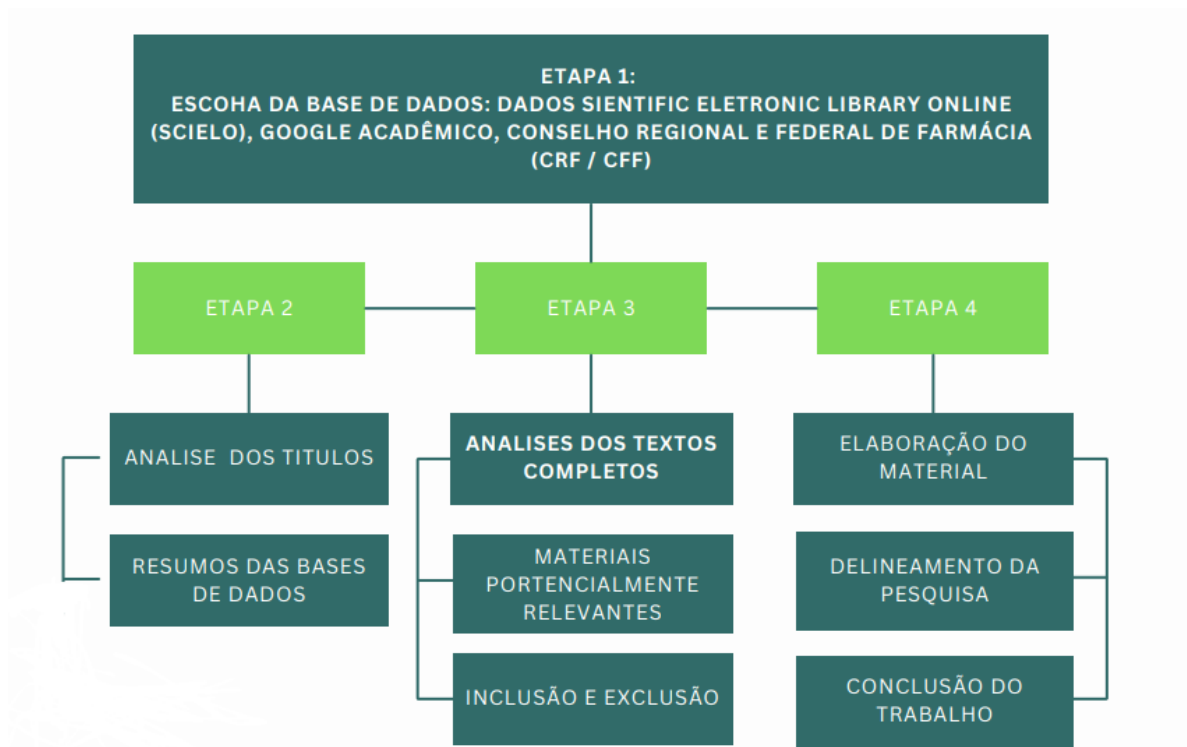 ETAPA 1:
ESCOHA DA BASE DE DADOS: DADOS SIENTIFIC ELETRONIC LIBRARY ONLINE
(SCIELO), GOOGLE ACADÊMICO, CONSELHO REGIONAL E FEDERAL DE FARMÁCIA
(CRF / CFF)
ETAPA 2
ETAPA 3
ETAPA 4
ANALISE DOS TITULOS
RESUMOS DAS BASES
DE DADOS
ANALISES DOS TEXTOS
COMPLETOS
MATERIAIS
PORTENCIALMENTE
RELEVANTES
INCLUSÃO E EXCLUSÃO
ELABORAÇÃO DO
MATERIAL
DELINEAMENTO DA
PESQUISA
CONCLUSÃO DO
TRABALHO